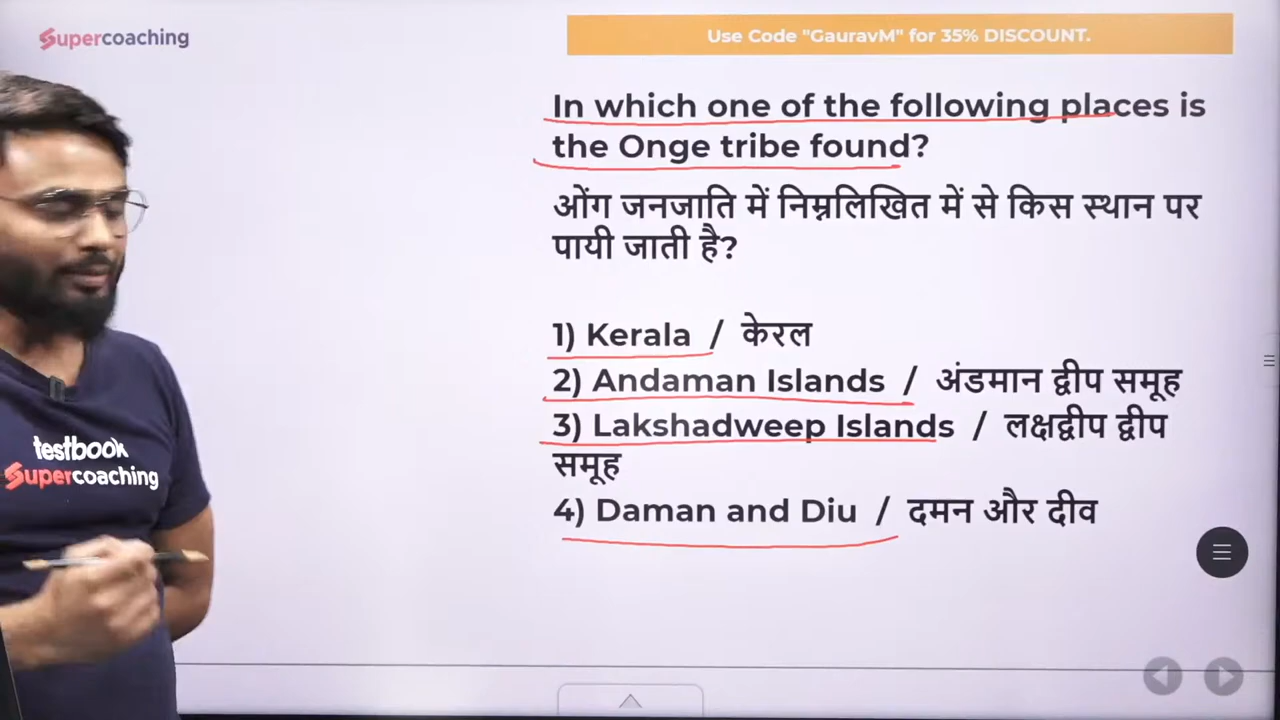 Supercoaching
Use Code "GauravM" for 35% DISCOUNT.
In which one of the following places is
the Onge tribe found?
ओंग जनजाति में निम्नलिखित में से किस स्थान पर
पायी जाती है?
1) Kerala / केरल
2) Andaman Islands / अंडमान द्वीप समूह
3) Lakshadweep Islands / लक्षद्वीप द्वीप
समूह
4) Daman and Diu / दमन और दीव
testbook
Supercoaching